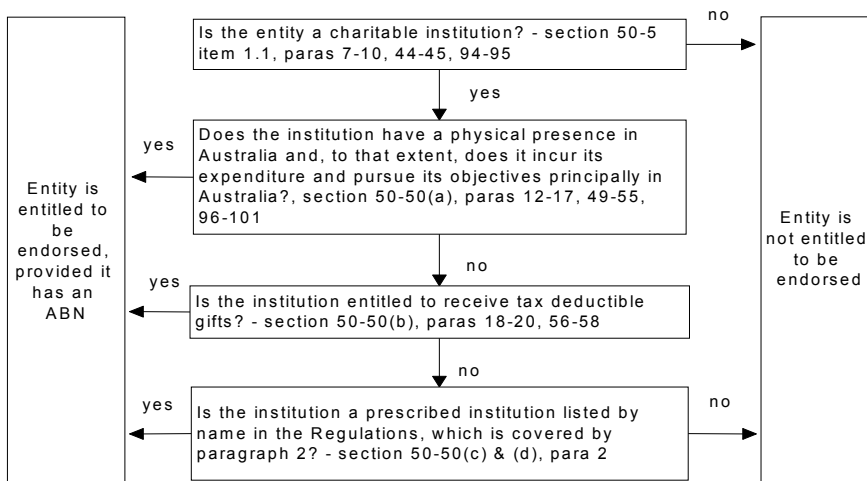 no
Is the entity a charitable institution? - section 50-5
item 1.1, paras 7-10, 44-45, 94-95
yes
Does the institution have a physical presence in
Australia and, to that extent, does it incur its
expenditure and pursue its objectives principally in
Australia?, section 50-50(a), paras 12-17, 49-55,
96-101
yes
Entity is
entitled to
be
endorsed,
provided it
has an
ABN
Entity is
not entitled
to be
endorsed
no
yes
Is the institution entitled to receive tax deductible
gifts? - section 50-50(b), paras 18-20, 56-58
no
yes
Is the institution a prescribed institution listed by
name in the Regulations, which is covered by
paragraph 2? - section 50-50(c) & (d), para 2
no